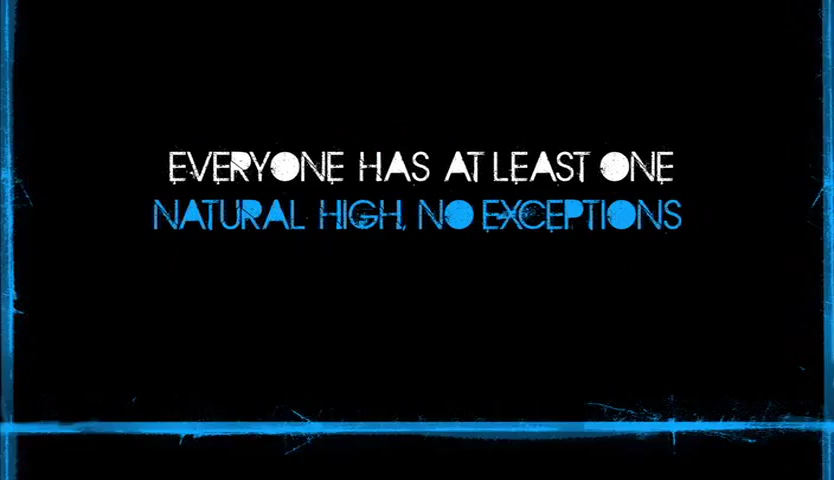 EVERYONE HAS AT LEAST ONE
NATURAL HIGH, NO EXCEPTIONS